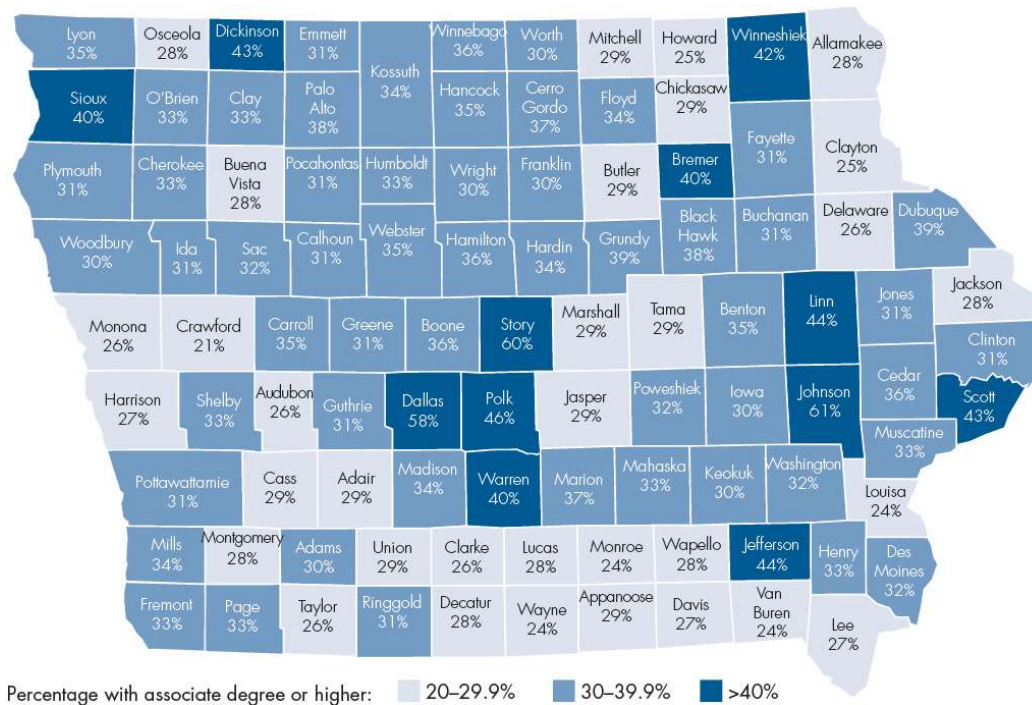 Lyon
35%
Osceola
28%
Dickinson
43%
Emmett
31%
Winnebago
36%
Worth
30%
Mitchell
29%
Howard
25%
Winneshiek
42%
Allamakee
28%
Kossuth
34%
Sioux
40%
O'Brien
33%
Clay
33%
Palo
Alto
38%
Hancock
35%
Cerro
Gordo
37%
Floyd
34%
Chickasaw
29%
Fayette
31%
Clayton
25%
Plymouth
31%
Cherokee
33%
Buena
Vista
28%
Pocahontas
31%
Humboldt
33%
Wright
30%
Franklin
30%
Butler
29%
Bremer
40%
Woodbury
30%
Ida
31%
Sac
32%
Calhoun
31%
Webster
35%
Hamilton
36%
Hardin
34%
Grundy
39%
Black
Hawk
38%
Buchanan
31%
Delaware
26%
Dubuque
39%
Monona
26%
Crawford
21%
Carroll
35%
Greene
31%
Boone
36%
Story
60%
Marshall
29%
Tama
29%
Benton
35%
Linn
44%
Jones
31%
Jackson
28%
Clinton
31%
Harrison
27%
Shelby
33%
Audubon
26%
Guthrie
31%
Dallas
58%
Polk
46%
Jasper
29%
Poweshiek
32%
Iowa
30%
Johnson
61%
Cedar
36%
Scott
43%
Muscatine
33%
Pottawattamie
31%
Cass
29%
Adair
29%
Madison
34%
Warren
40%
Marion
37%
Mahaska
33%
Keokuk
30%
Washington
32%
Louisa
24%
Mills
34%
Montgomery
28%
Adams
30%
Union
29%
Clarke
26%
Lucas
28%
Monroe
24%
Wapello
28%
Jefferson
44%
Henry
33%
Des
Moines
32%
Fremont
33%
Page
33%
Taylor
26%
Ringgold
31%
Decatur
28%
Wayne
24%
Appanoose
29%
Davis
27%
Van
Buren
24%
Lee
27%
Percentage with associate degree or higher: 20–29.9% 30–39.9% >40%